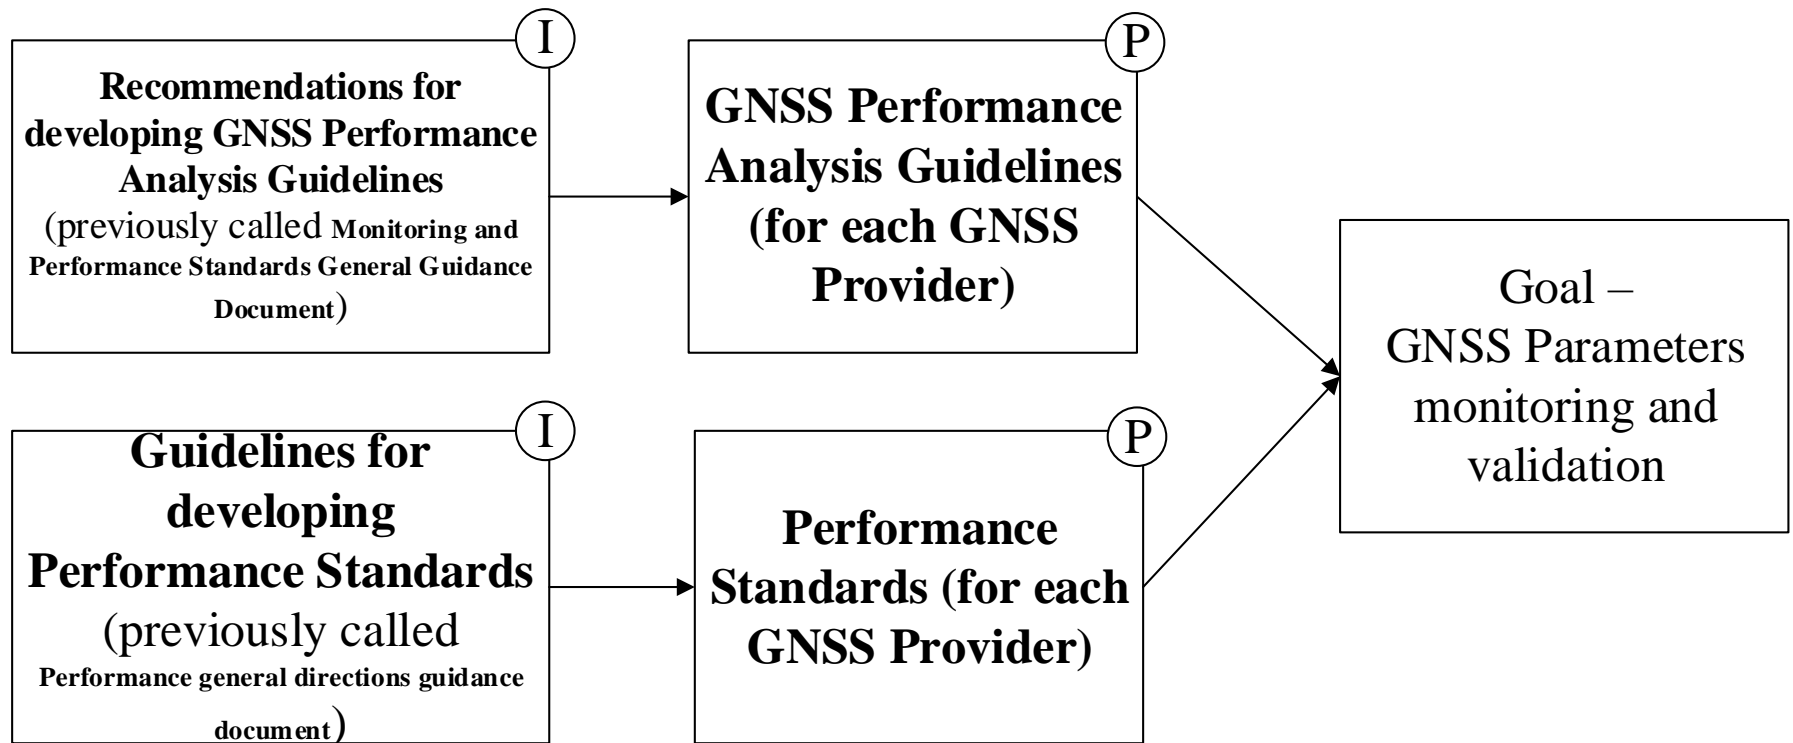 I
Recommendations for
developing GNSS Performance
Analysis Guidelines
(previously called Monitoring and
Performance Standards General Guidance
Document)
P
GNSS Performance
Analysis Guidelines
(for each GNSS
Provider)
I
Guidelines for
developing
Performance Standards
(previously called
Performance general directions guidance
document)
P
Performance
Standards (for each
GNSS Provider)
Goal –
GNSS Parameters
monitoring and
validation